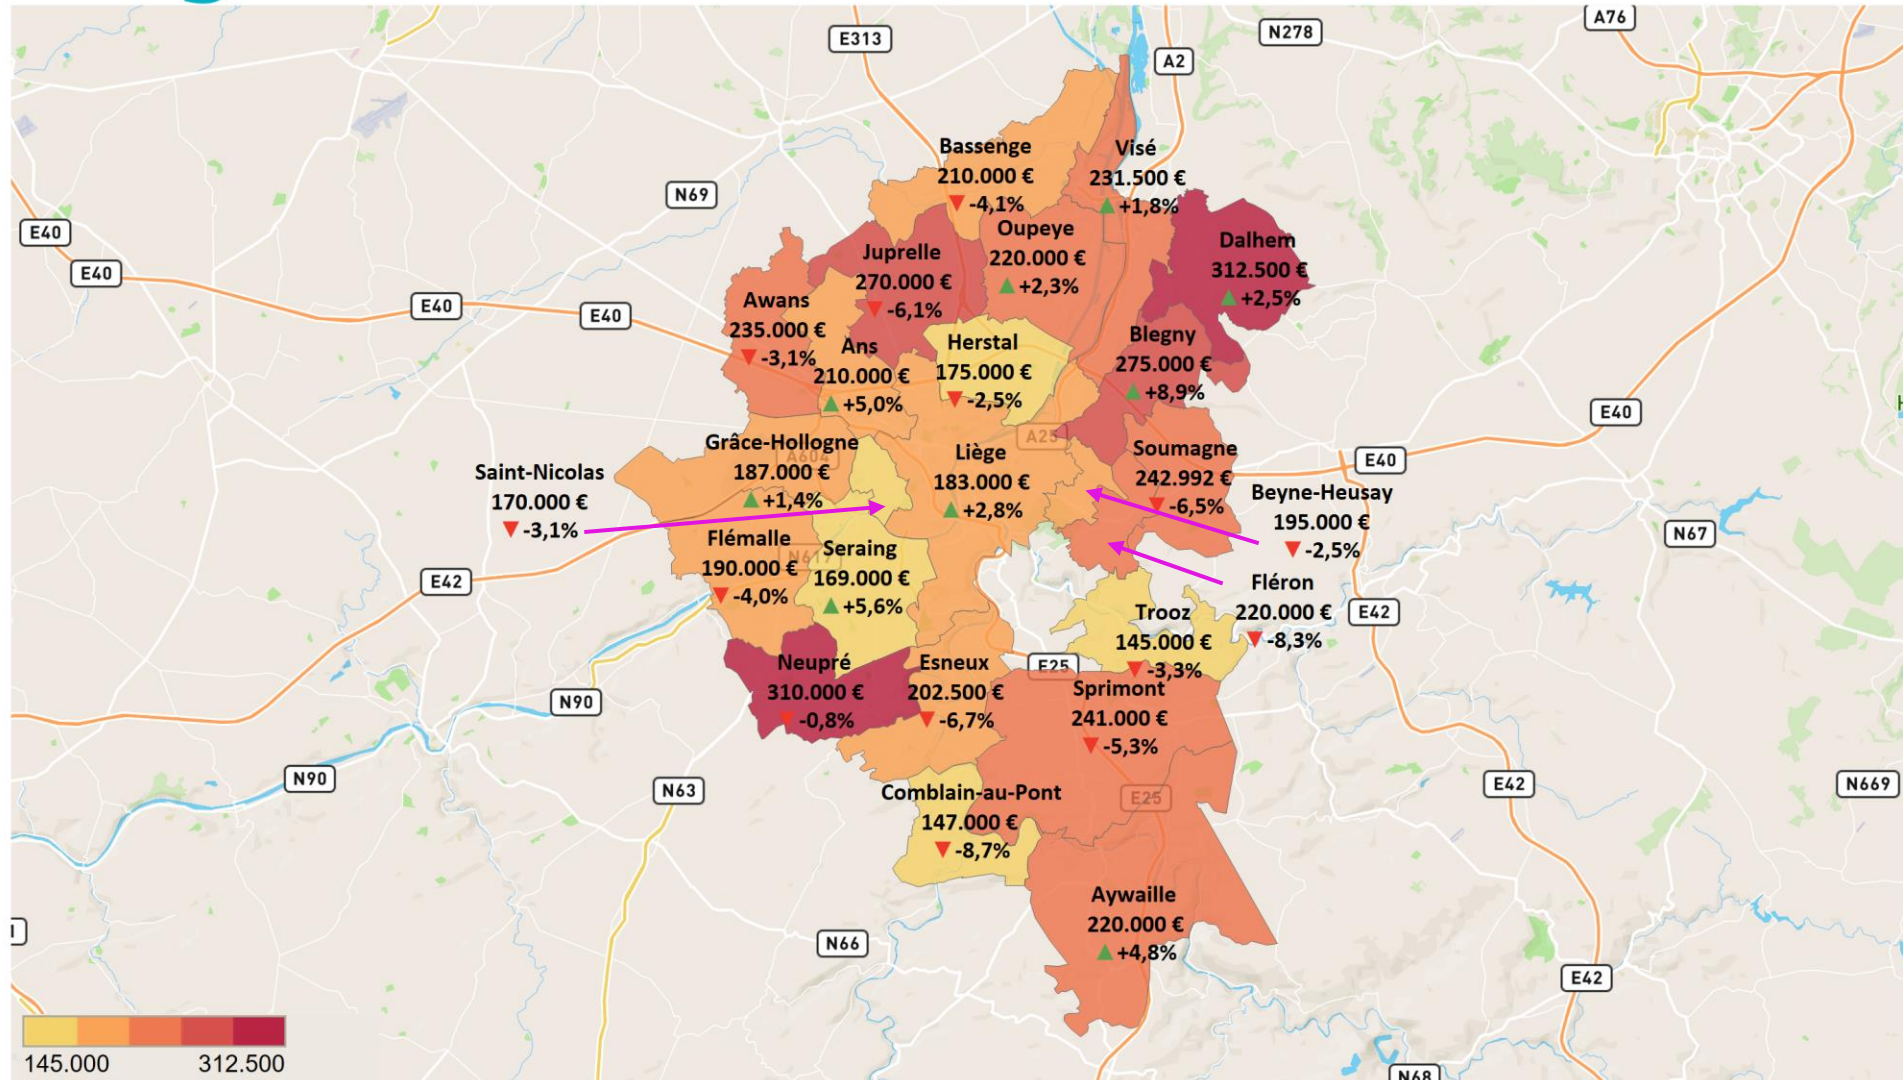 A76
N278
E313
A2
Bassenge
210.000 €
-4,1%
Visé
231.500 €
+1,8%
N69
E40
Oupeye
220.000 €
+2,3%
Dalhem
312.500 €
+2,5%
Juprelle
270.000 €
-6,1%
E40
E40
E40
Awans
235.000 €
-3,1%
Ans
210.000 €
+5,0%
Herstal
175.000 €
-2,5%
Blegny
275.000 €
+8,9%
E40
A25
Grâce-Hollogne
187.000 €
+1,4%
A604
Liège
183.000 €
+2,8%
Soumagne
242.992 €
-6,5%
E40
Saint-Nicolas
170.000 €
-3,1%
Beyne-Heusay
195.000 €
-2,5%
N67
Flémalle
190.000 €
-4,0%
N617
Seraing
169.000 €
+5,6%
E42
Fléron
220.000 €
-8,3%
E42
Trooz
145.000 €
-3,3%
E25
Neupré
310.000 €
-0,8%
Esneux
202.500 €
-6,7%
N90
Sprimont
241.000 €
-5,3%
N90
N63
Comblain-au-Pont
147.000 €
-8,7%
E25
E42
N669
Aywaille
220.000 €
+4,8%
N66
E42
145.000
312.500
N68